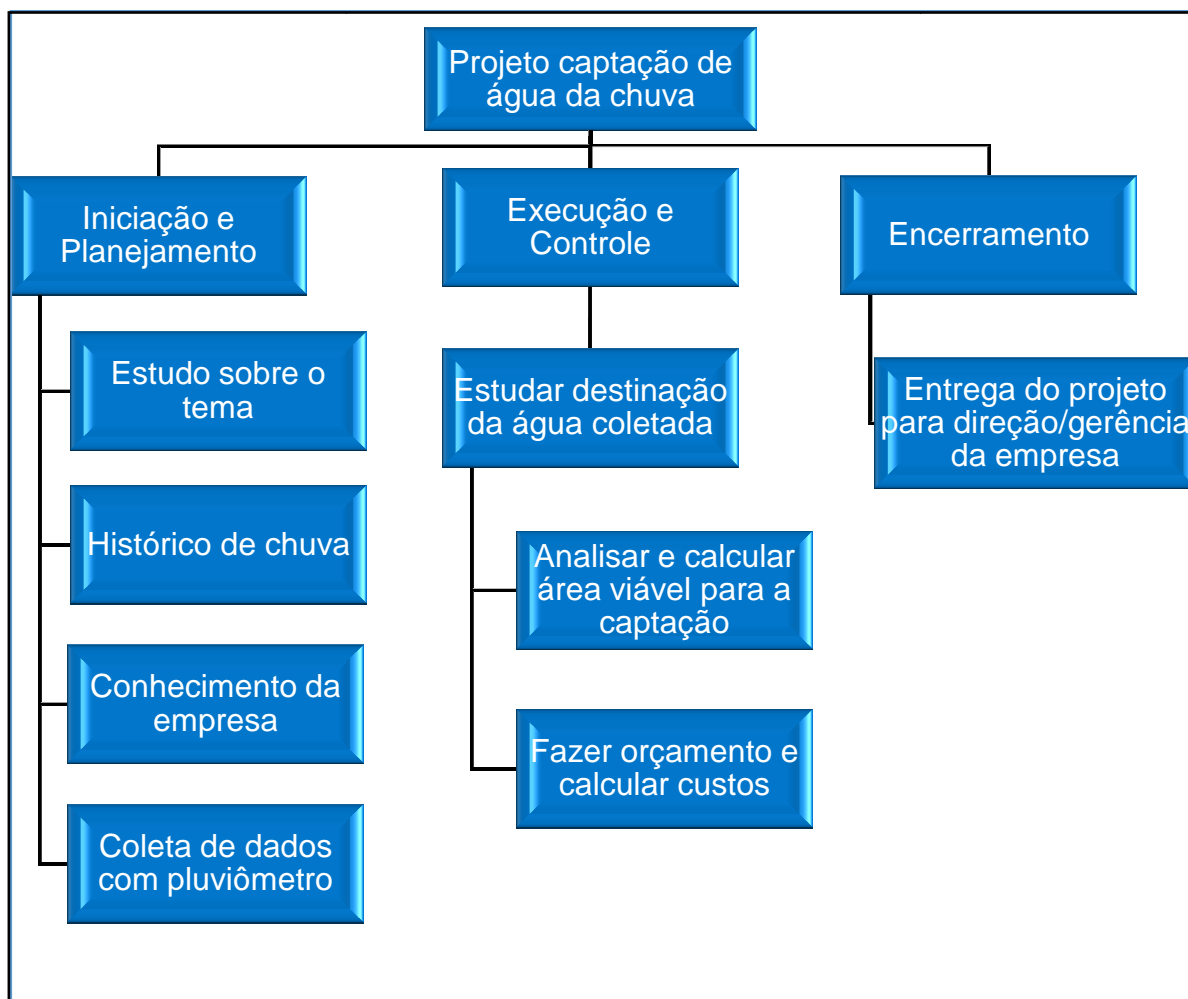 Projeto captação de
água da chuva
Iniciação e
Planejamento
Estudo sobre o
tema
Histórico de chuva
Conhecimento da
empresa
Coleta de dados
com pluviômetro
Execução e
Controle
Estudar destinação
da água coletada
Analisar e calcular
área viável para a
captação
Fazer orçamento e
calcular custos
Encerramento
Entrega do projeto
para direção/gerência
da empresa